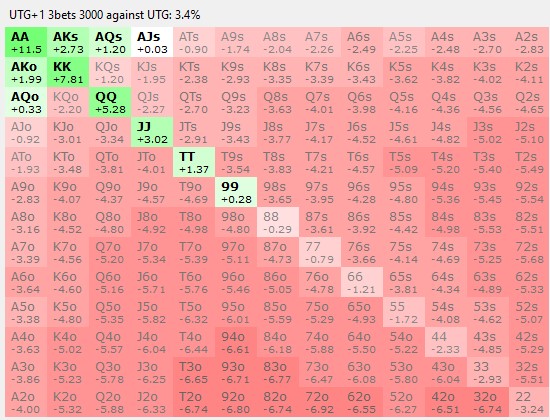 UTG+1 3bets 3000 against UTG: 3.4%
AA AKs AQs AJs ATs A9s A8s A7s A6s A5s A4s A3s A2s
+11.5 +2.73 +1.20 +0.03 -0.90 -1.74 -2.04 -2.26 -2.49 -2.25 -2.48 -2.70 -2.83
AKo KK KQs KJs KTs K9s K8s K7s K6s K5s K4s K3s K2s
+1.99 +7.81 -1.20 -1.95 -2.38 -2.93 -3.35 -3.39 -3.43 -3.62 -3.82 -4.02 -4.11
AQo KQo QQ QJs QTs Q9s Q8s Q7s Q6s Q5s Q4s Q3s Q2s
+0.33 -2.20 +5.28 -2.27 -2.70 -3.23 -3.63 -4.01 -3.98 -4.16 -4.36 -4.56 -4.65
AJo KJo QJo JJ JTs J9s J8s J7s J6s J5s J4s J3s J2s
-0.92 -3.01 -3.34 +3.02 -2.91 -3.43 -3.77 -4.17 -4.52 -4.61 -4.82 -5.02 -5.10
ATo KTo QTo JTo TT T9s T8s T7s T6s T5s T4s T3s T2s
-1.93 -3.48 -3.81 -4.01 +1.37 -3.54 -3.83 -4.21 -4.57 -5.09 -5.20 -5.40 -5.49
A9o K9o Q9o J9o T9o 99 98s 97s 96s 95s 94s 93s 92s
-2.83 -4.07 -4.37 -4.57 -4.69 +0.28 -3.65 -3.95 -4.28 -4.80 -5.36 -5.45 -5.54
A8o K8o Q8o J8o T8o 98o 88 87s 86s 85s 84s 83s 82s
-3.16 -4.52 -4.80 -4.92 -4.98 -4.80 -0.29 -3.61 -3.92 -4.42 -4.98 -5.53 -5.51
A7o K7o Q7o J7o T7o 97o 87o 77 76s 75s 74s 73s 72s
-3.39 -4.56 -5.20 -5.34 -5.39 -5.11 -4.73 -0.79 -3.66 -4.14 -4.69 -5.25 -5.68
A6o K6o Q6o J6o T6o 96o 86o 76o 66 65s 64s 63s 62s
-3.64 -4.60 -5.16 -5.71 -5.76 -5.46 -5.05 -4.78 -1.21 -3.81 -4.34 -4.89 -5.33
A5o K5o Q5o J5o T5o 95o 85o 75o 65o 55 54s 53s 52s
-3.38 -4.80 -5.35 -5.82 -6.32 -6.01 -5.59 -5.29 -4.93 -1.72 -4.08 -4.62 -5.07
A4o K4o Q4o J4o T4o 94o 84o 74o 64o 54o 44 43s 42s
-3.63 -5.02 -5.57 -6.04 -6.44 -6.61 -6.18 -5.88 -5.50 -5.22 -2.33 -4.85 -5.29
A3o K3o Q3o J3o T3o 93o 83o 73o 63o 53o 43o 33 32s
-3.86 -5.23 -5.78 -6.25 -6.65 -6.71 -6.77 -6.47 -6.08 -5.80 -6.04 -2.93 -5.51
A2o K2o Q2o J2o T2o 92o 82o 72o 62o 52o 42o 32o 22
-4.00 -5.32 -5.88 -6.33 -6.74 -6.80 -6.74 -6.92 -6.55 -6.27 -6.51 -6.74 -3.24